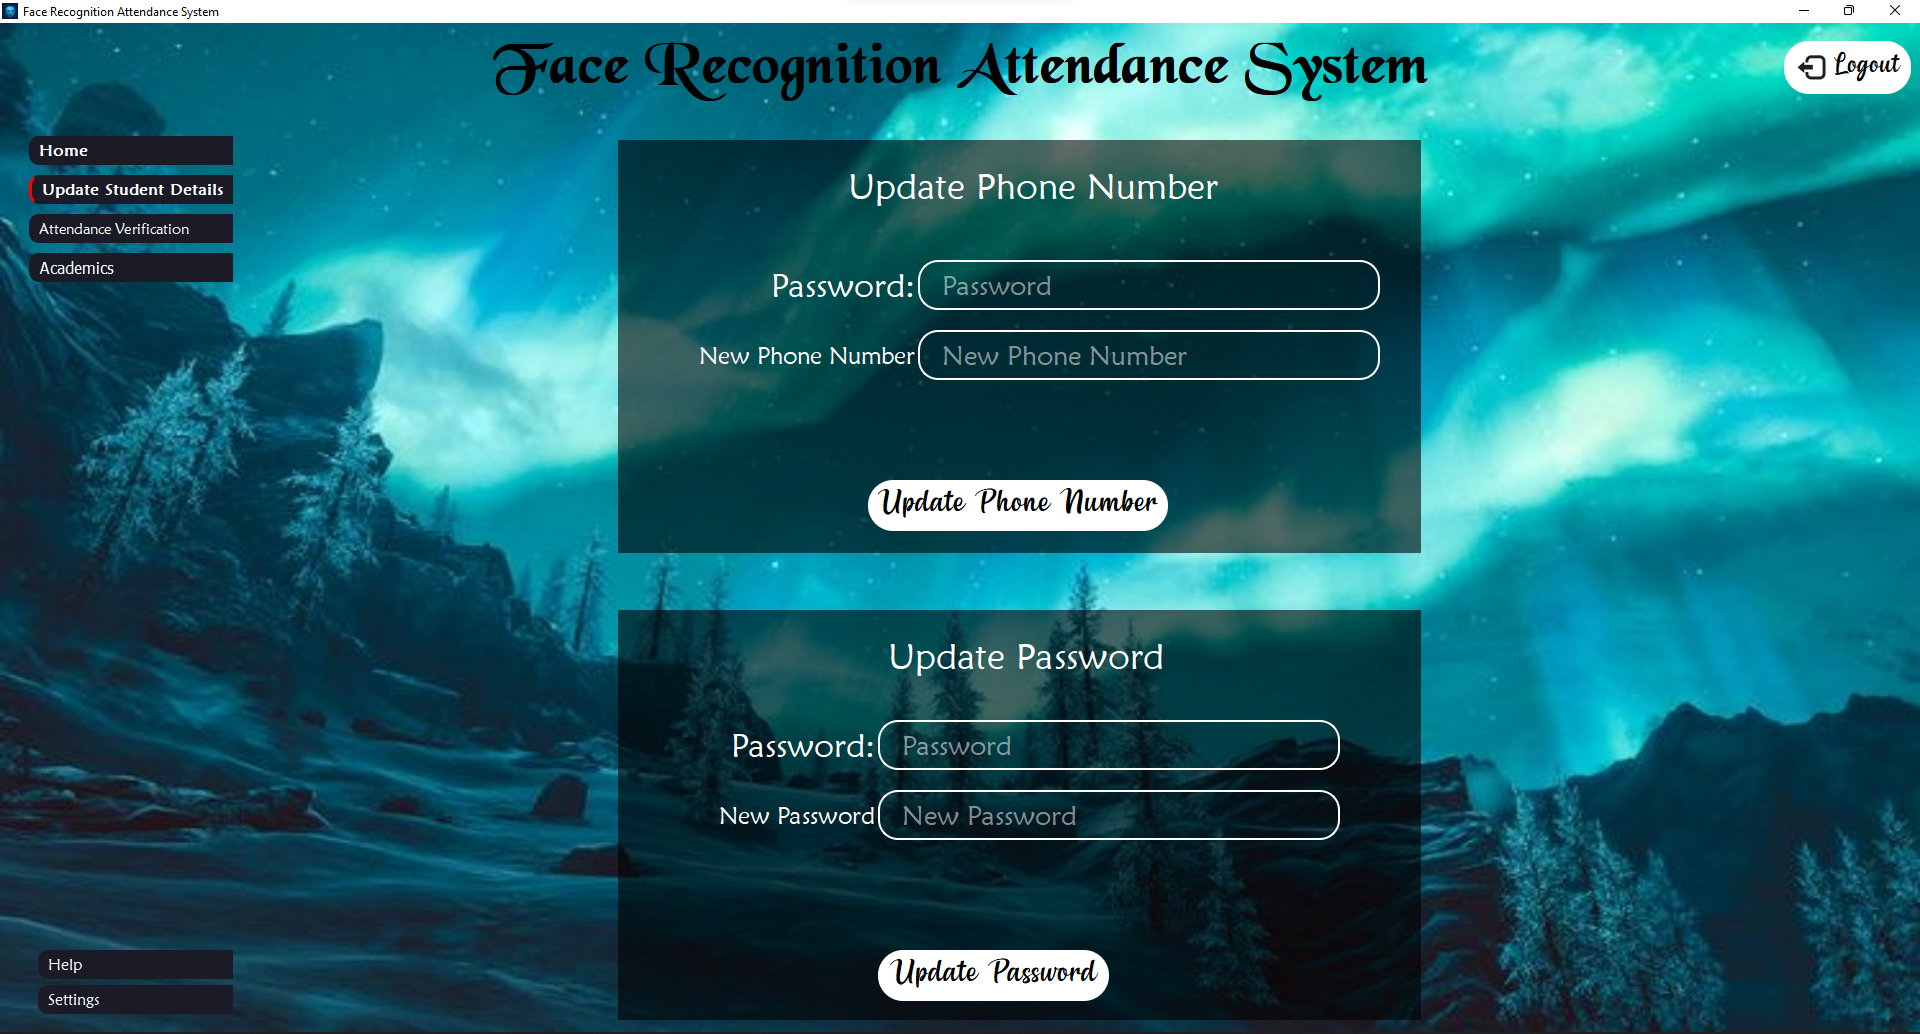 Face Recognition Attendance System
Face Recognition Attendance System
Logout
Home
Update Student Details
Attendance Verification
Academics
Update Phone Number
Password: Password
New Phone Number New Phone Number
Update Phone Number
Update Password
Password: Password
New Password New Password
Update Password
Help
Settings